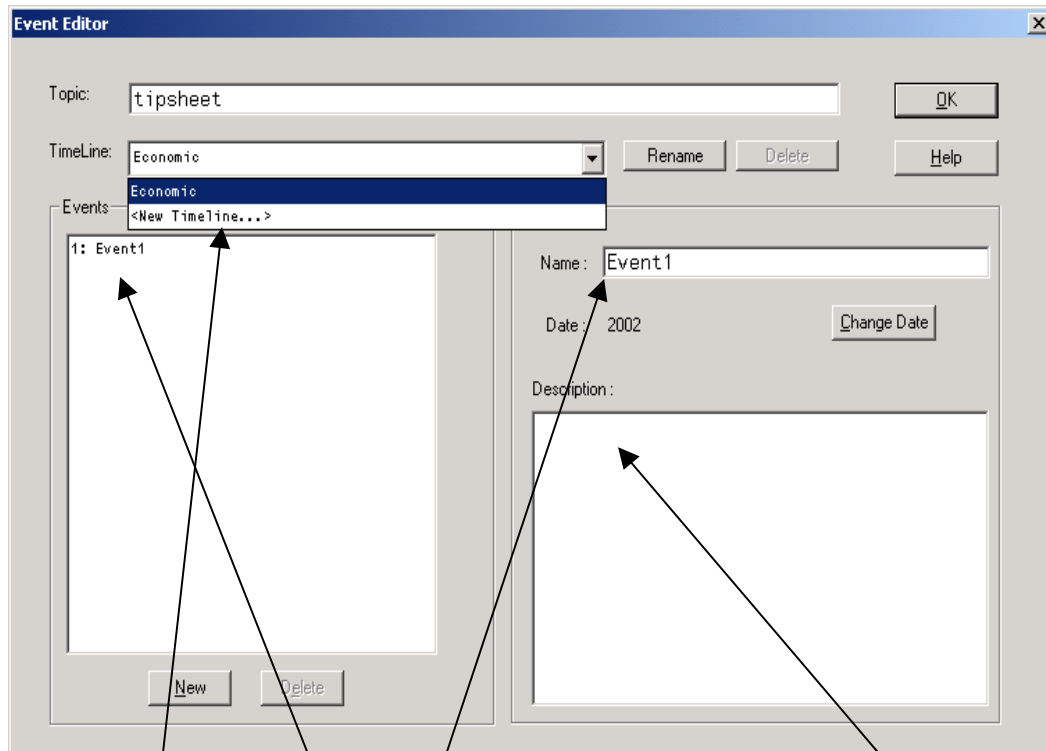 Event Editor
Topic: tipsheet OK
TimeLine: Economic Rename Delete Help
Economic
<New Timeline...>
Events
1: Event1
Name : Event1
Date : 2002 Change Date
Description :
New Delete